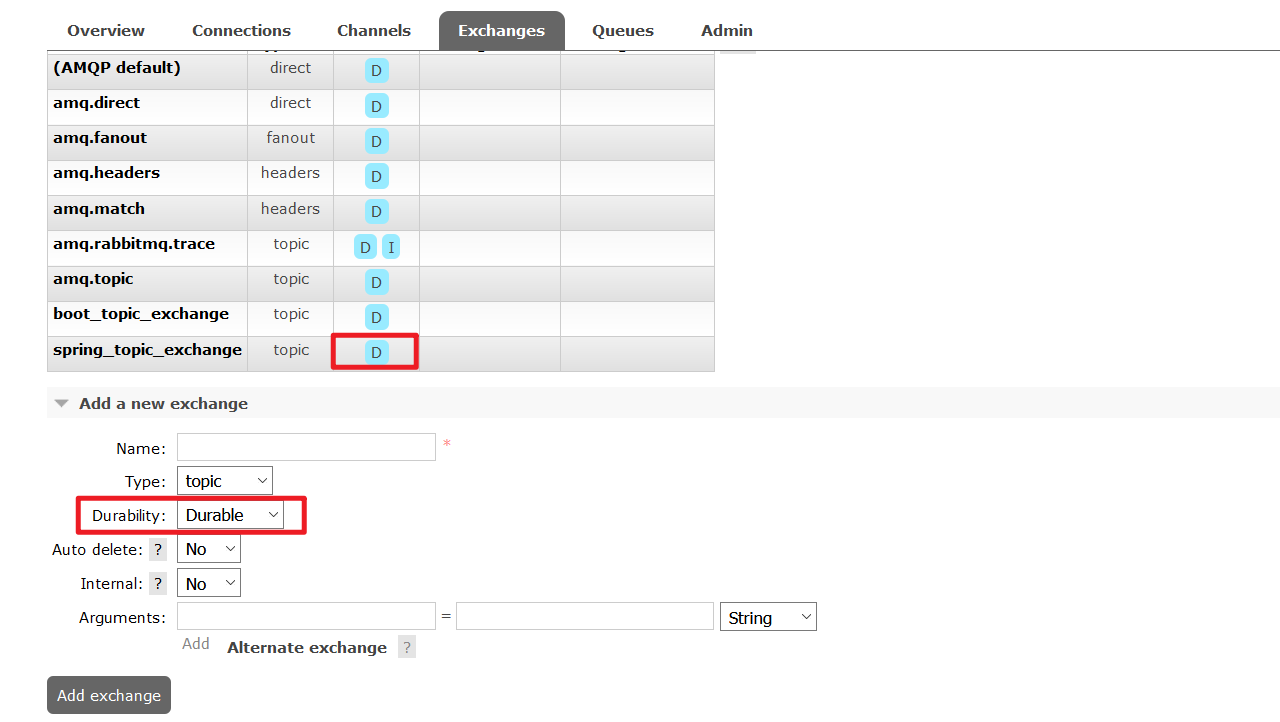 Overview Connections Channels Exchanges Queues Admin
(AMQP default) direct D
amq.direct direct D
amq.fanout fanout D
amq.headers headers D
amq.match headers D
amq.rabbitmq.trace topic D I
amq.topic topic D
boot_topic_exchange topic D
spring_topic_exchange topic D
Add a new exchange
Name: *
Type: topic
Durability: Durable
Auto delete: ? No
Internal: ? No
Arguments: = String
Add Alternate exchange ?
Add exchange